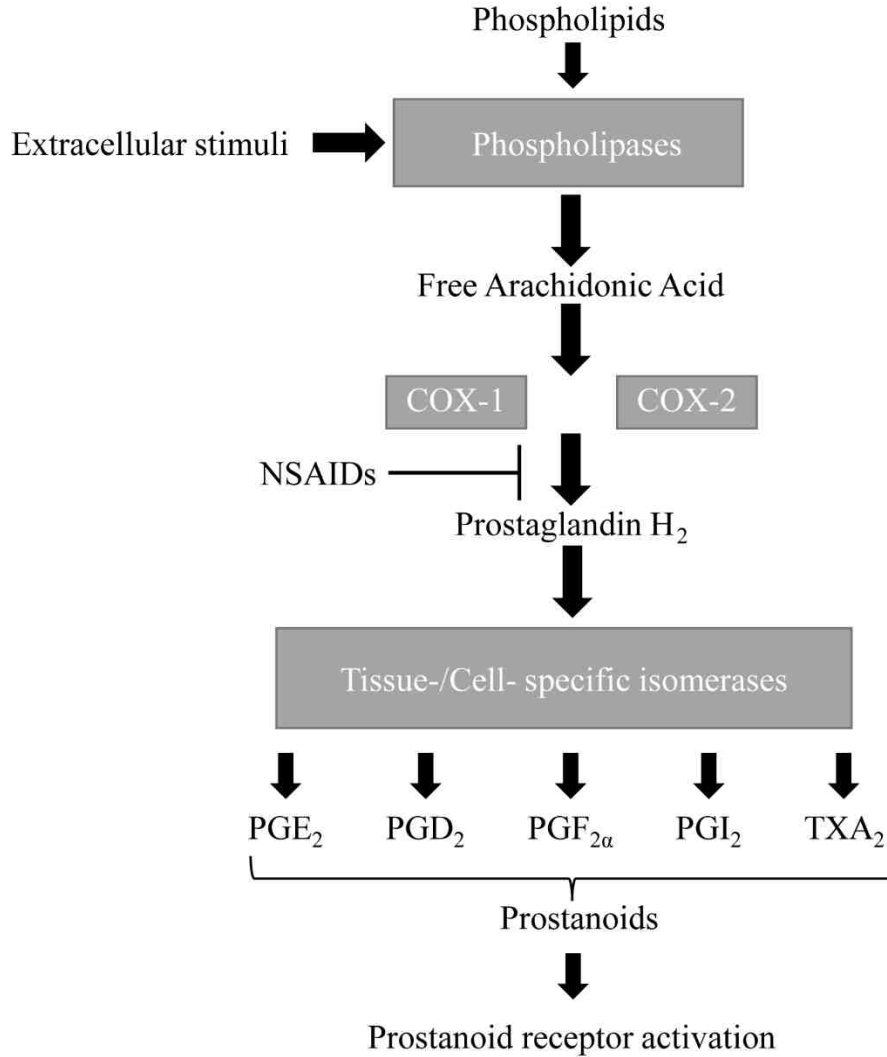 Phospholipids
Extracellular stimuli
Phospholipases
Free Arachidonic Acid
COX-1
COX-2
NSAIDs
Prostaglandin H₂
Tissue-/Cell- specific isomerases
PGE₂ PGD₂ PGF₂α PGI₂ TXA₂
Prostanoids
Prostanoid receptor activation